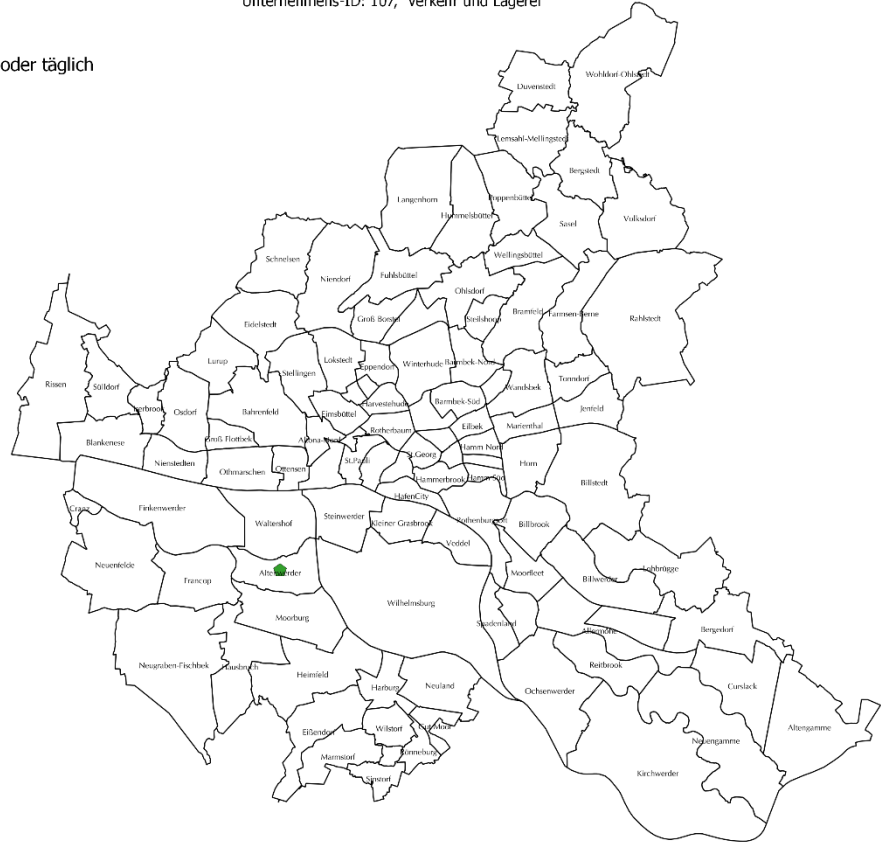 Unternehmens-ID: 107, Verkehr und Lagerei
oder täglich
Wohldorf-Ohlstedt
Duvenstedt
Lemsahl-Mellingstedt
Bergstedt
Langenhorn
Hummelsbüttel
Poppenbüttel
Sasel
Volksdorf
Schnelsen
Niendorf
Fuhlsbüttel
Wellingsbüttel
Ohlsdorf
Groß Borstel
Steilshoop
Bramfeld
Farmsen-Berne
Rahlstedt
Eidelstedt
Lurup
Stellingen
Lokstedt
Eppendorf
Winterhude
Barmbek-Nord
Wandsbek
Tonndorf
Jenfeld
Rissen
Sülldorf
Iserbrook
Osdorf
Bahrenfeld
Eimsbüttel
Harvestehude
Rotherbaum
Barmbek-Süd
Eilbek
Marienthal
Blankenese
Nienstedten
Groß Flottbek
Othmarschen
Ottensen
Altona-Nord
St.Pauli
St.Georg
Hamm Nord
Hamm Süd
Horn
Billstedt
Hammerbrook
HafenCity
Cranz
Finkenwerder
Waltershof
Steinwerder
Kleiner Grasbrook
Rothenburgsort
Veddel
Billbrook
Neuenfelde
Francop
Altenwerder
Moorburg
Wilhelmsburg
Moorfleet
Billwerder
Lohbrügge
Spadenland
Allermöhe
Bergedorf
Neugraben-Fischbek
Hausbruch
Heimfeld
Harburg
Neuland
Ochsenwerder
Reitbrook
Curslack
Altengamme
Eißendorf
Wilstorf
Gut Moor
Rönneburg
Marmstorf
Sinstorf
Neuengamme
Kirchwerder